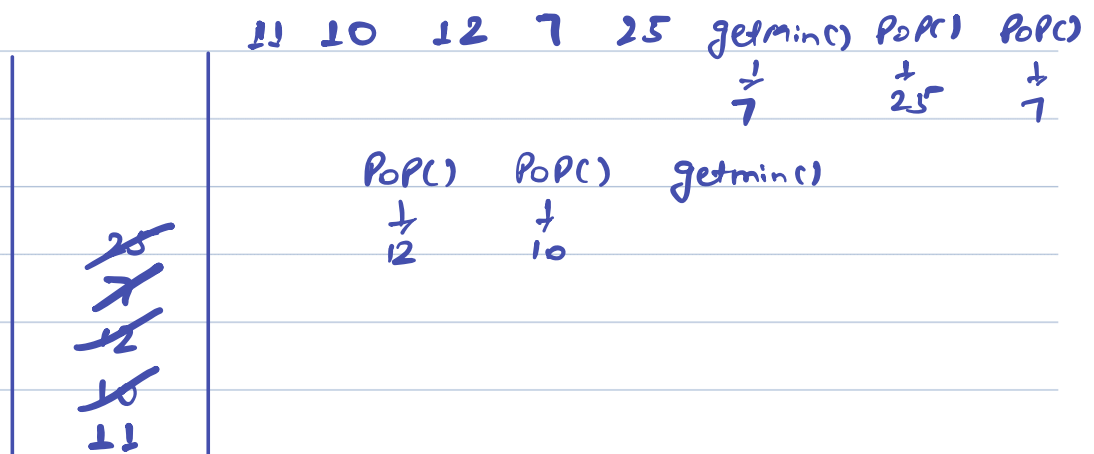 11 10 12 7 25 getmin() POP() POP()
↓ ↓ ↓
7 25 7
POP() POP() getmin()
↓ ↓
12 10
25
7
12
10
11